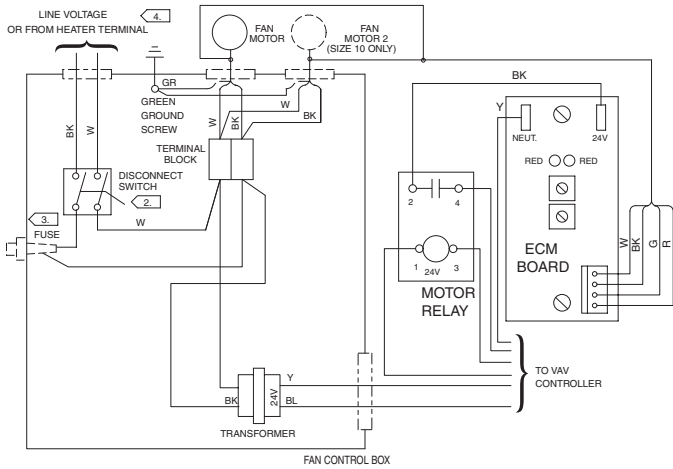 LINE VOLTAGE
OR FROM HEATER TERMINAL
4.
FAN
MOTOR
FAN
MOTOR 2
(SIZE 10 ONLY)
GR
GREEN
GROUND
SCREW
BK
W
W
BK
W
BK
TERMINAL
BLOCK
DISCONNECT
SWITCH
2.
W
3.
FUSE
BK
Y
NEUT.
24V
RED
RED
2
4
1
24V
3
MOTOR
RELAY
ECM
BOARD
W
BK
G
R
TO VAV
CONTROLLER
BK
24V
Y
BL
TRANSFORMER
FAN CONTROL BOX